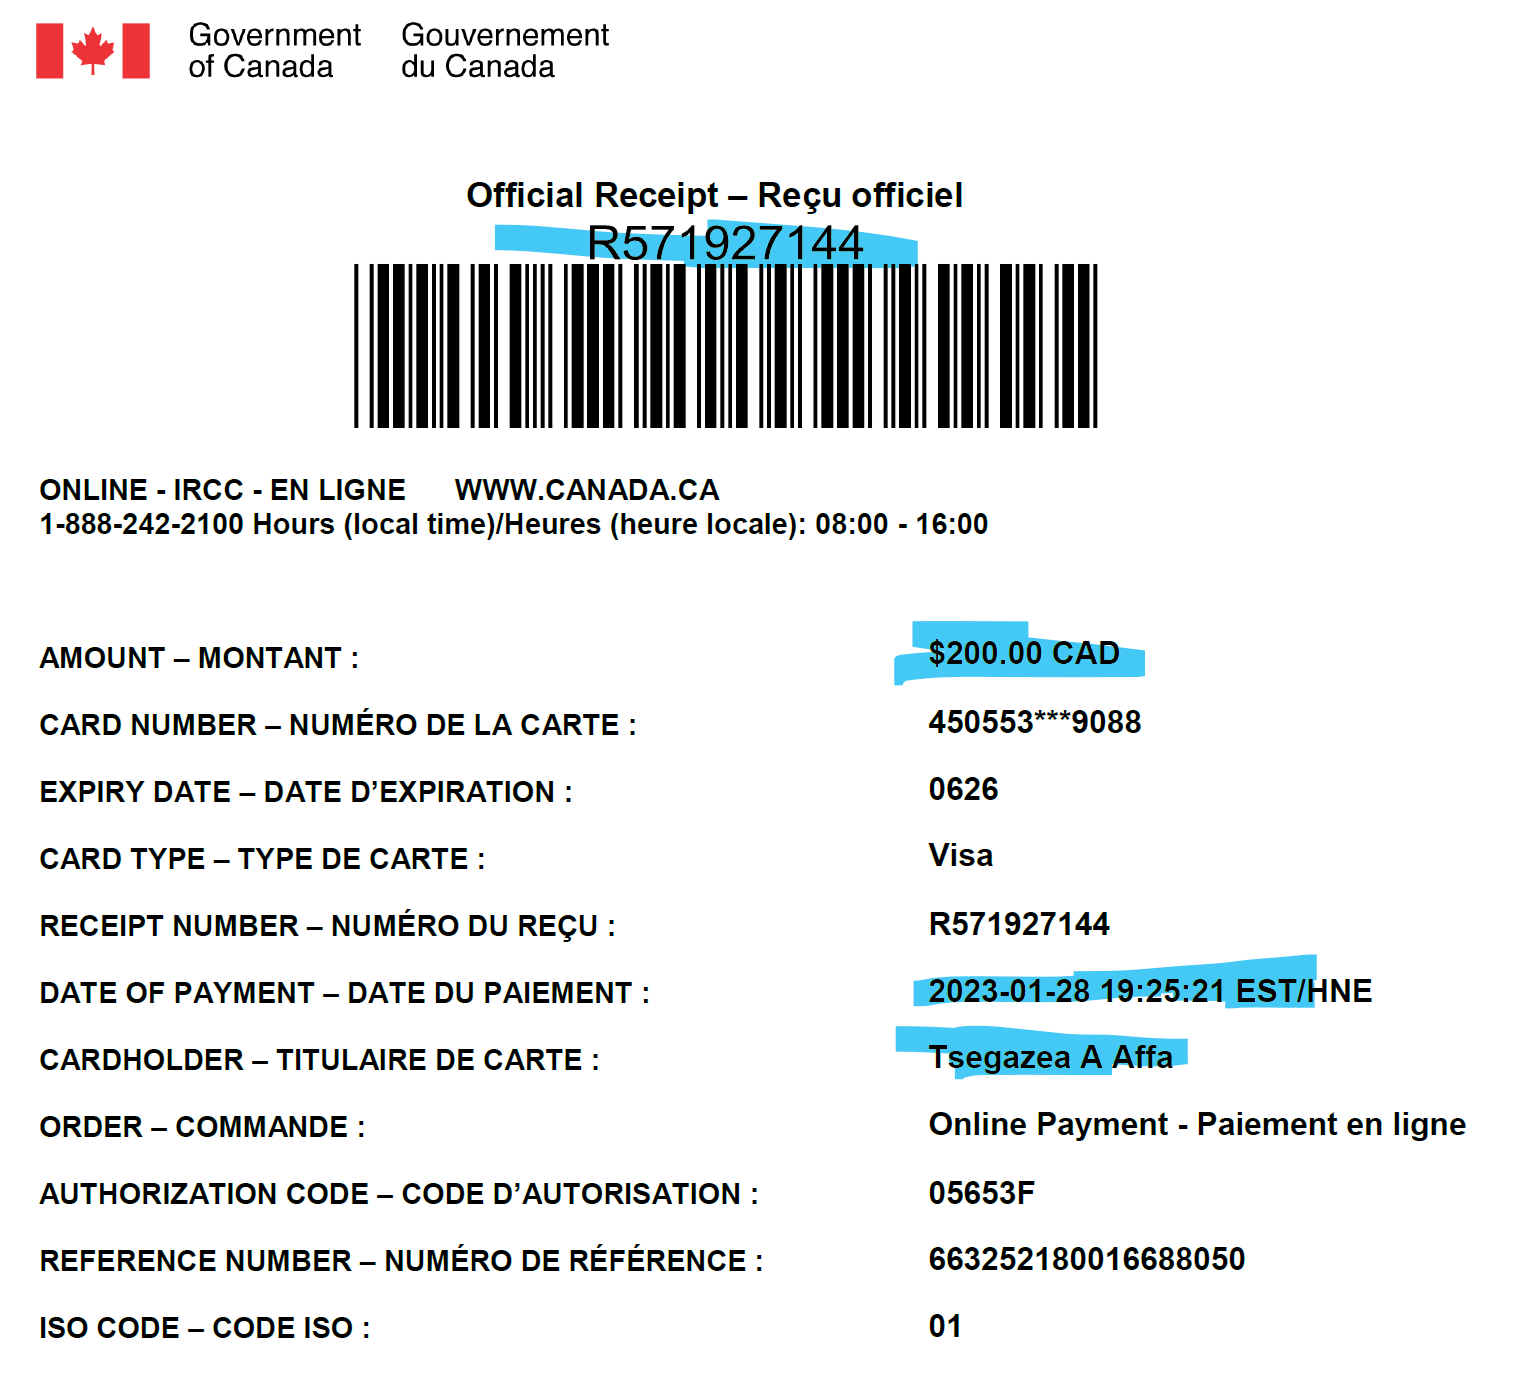 Government of Canada
Gouvernement du Canada
Official Receipt – Reçu officiel
R571927144
ONLINE - IRCC - EN LIGNE WWW.CANADA.CA
1-888-242-2100 Hours (local time)/Heures (heure locale): 08:00 - 16:00
AMOUNT – MONTANT : $200.00 CAD
CARD NUMBER – NUMÉRO DE LA CARTE : 450553***9088
EXPIRY DATE – DATE D’EXPIRATION : 0626
CARD TYPE – TYPE DE CARTE : Visa
RECEIPT NUMBER – NUMÉRO DU REÇU : R571927144
DATE OF PAYMENT – DATE DU PAIEMENT : 2023-01-28 19:25:21 EST/HNE
CARDHOLDER – TITULAIRE DE CARTE : Tsegazea A Affa
ORDER – COMMANDE : Online Payment - Paiement en ligne
AUTHORIZATION CODE – CODE D’AUTORISATION : 05653F
REFERENCE NUMBER – NUMÉRO DE RÉFÉRENCE : 663252180016688050
ISO CODE – CODE ISO : 01